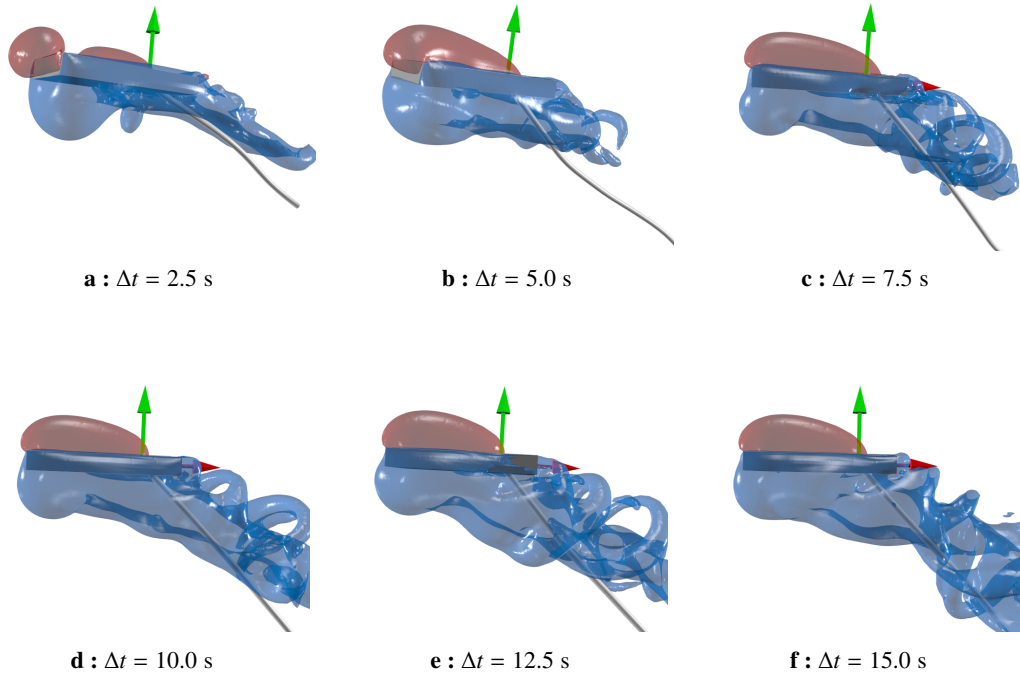 a : Δt = 2.5 s
b : Δt = 5.0 s
c : Δt = 7.5 s
d : Δt = 10.0 s
e : Δt = 12.5 s
f : Δt = 15.0 s